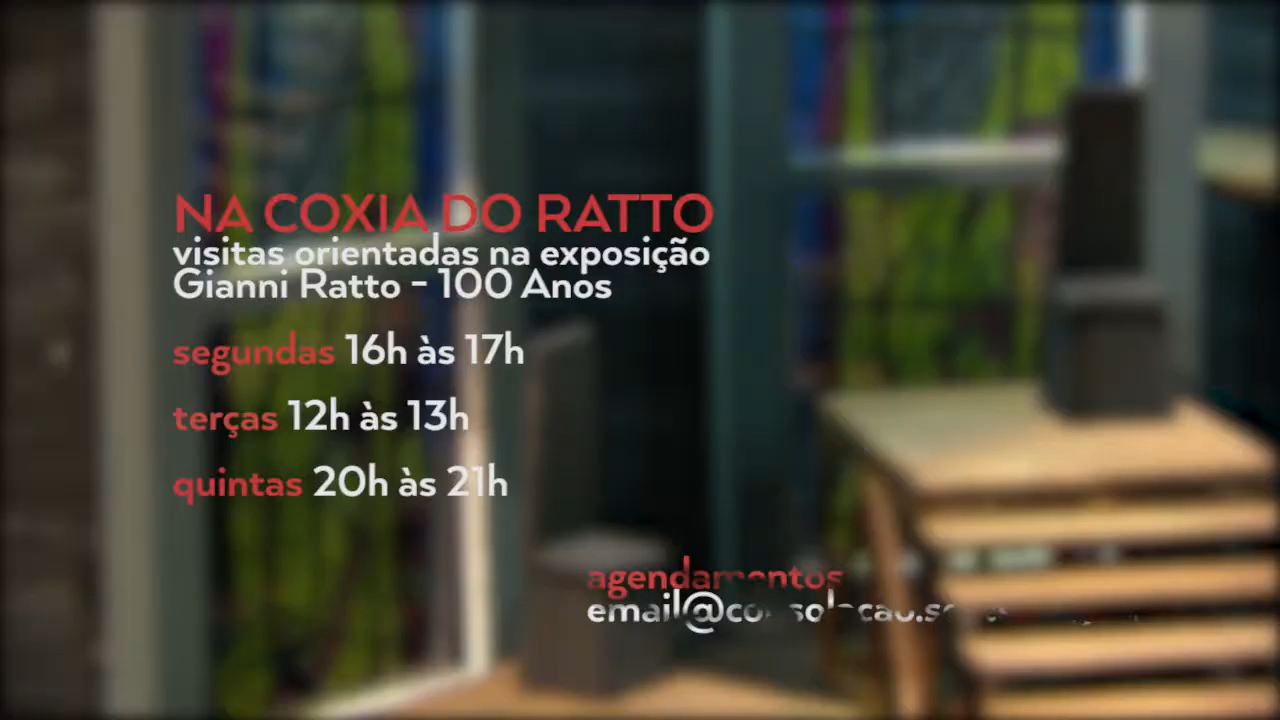 NA COXIA DO RATTO
visitas orientadas na exposição
Gianni Ratto - 100 Anos
segundas 16h às 17h
terças 12h às 13h
quintas 20h às 21h
agendamentos